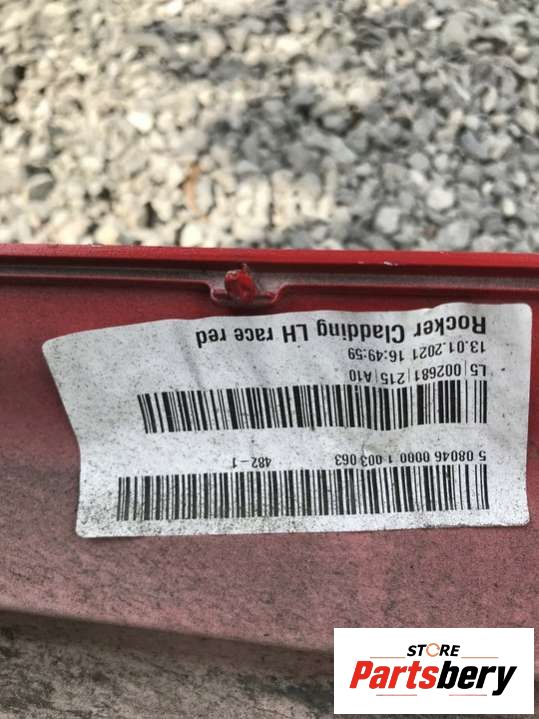 Rocker Cladding LH race red
13.01.2021 16:49:59
L5|002681|215|A10
5 08046 0000 1 003 063 482-1
STORE
Partsbery